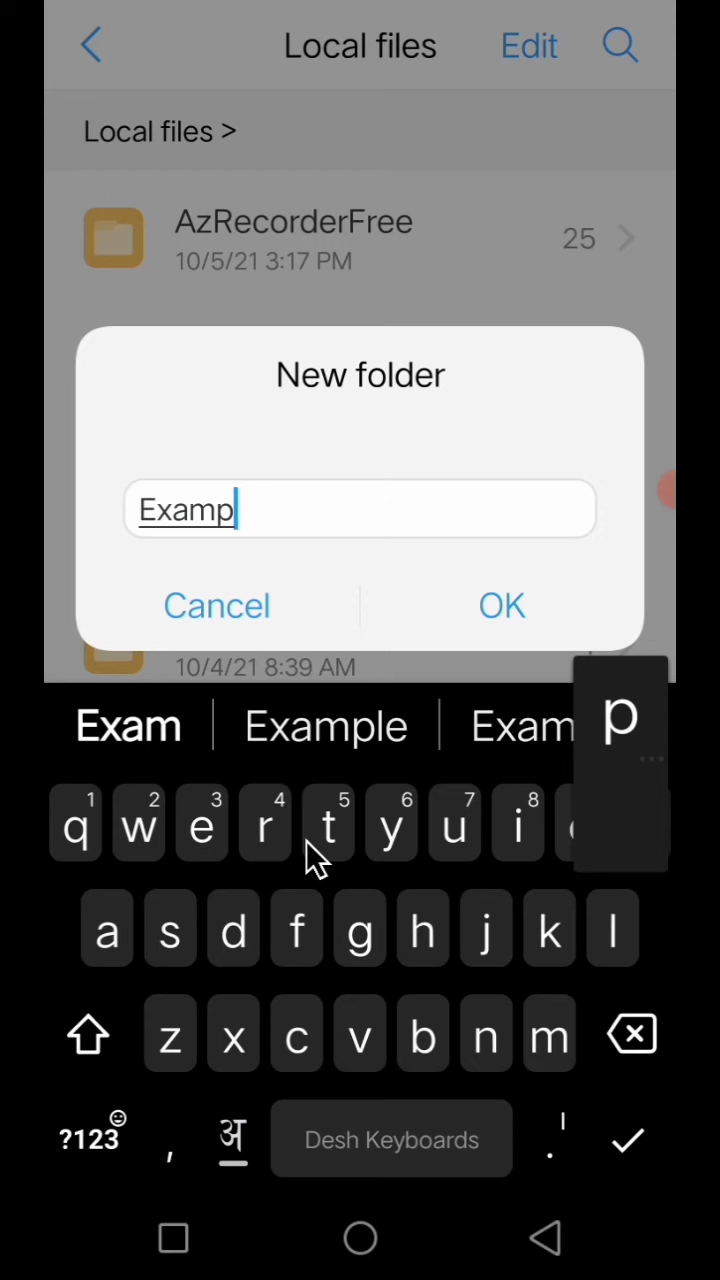 Local files Edit
Local files >
AzRecorderFree
25
10/5/21 3:17 PM
New folder
Examp
Cancel OK
10/4/21 8:39 AM
Exam Example Exam
p
1 2 3 4 5 6 7 8
q w e r t y u i
a s d f g h j k l
z x c v b n m
?123 , अ Desh Keyboards .